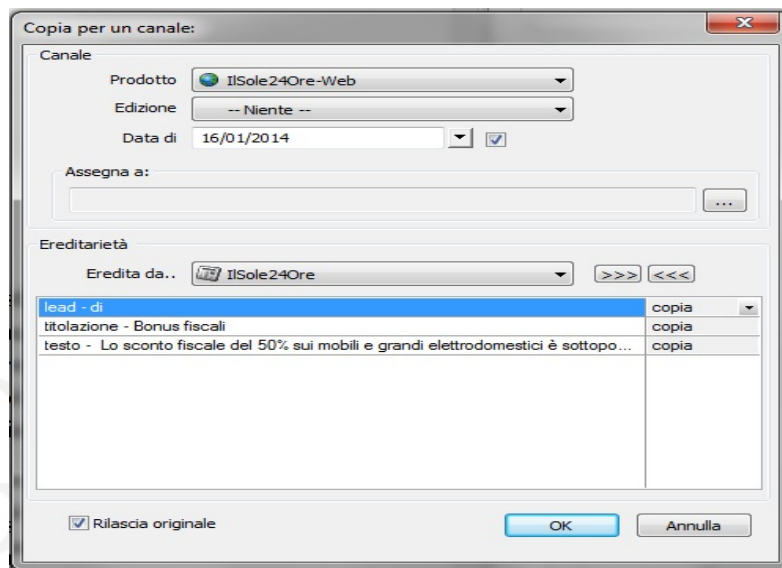 Copia per un canale:
Canale
Prodotto IlSole24Ore-Web
Edizione -- Niente --
Data di 16/01/2014
Assegna a:
...
Ereditarietà
Eredita da.. IlSole24Ore >>> <<<
lead - di copia
titolazione - Bonus fiscali copia
testo - Lo sconto fiscale del 50% sui mobili e grandi elettrodomestici è sottopo... copia
Rilascia originale OK Annulla